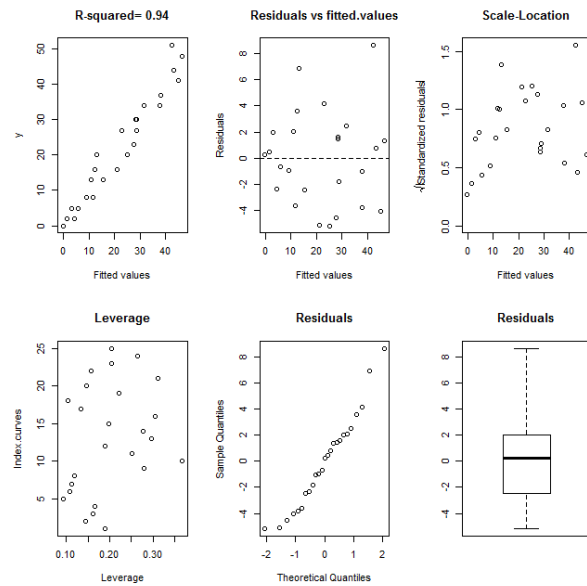 R-squared= 0.94
y
0 10 20 30 40 50
0 10 20 30 40
Fitted values
Residuals vs fitted.values
Residuals
-4 -2 0 2 4 6 8
0 10 20 30 40
Fitted values
Scale-Location
√|Standardized residuals|
0.0 0.5 1.0 1.5
0 10 20 30 40
Fitted values
Leverage
Index.curves
5 10 15 20 25
0.10 0.20 0.30
Leverage
Residuals
Sample Quantiles
-4 -2 0 2 4 6 8
-2 -1 0 1 2
Theoretical Quantiles
Residuals
-4 -2 0 2 4 6 8